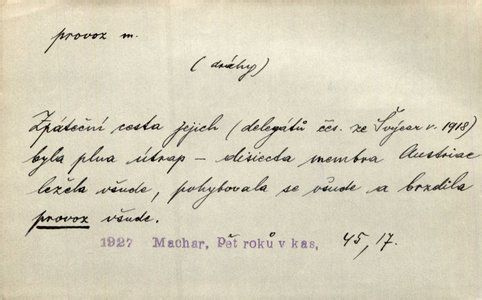 provoz m.
(dráhy)
Zpáteční cesta jejich (delegátů čes. ze Švýcar v. 1918)
byla plna útrap – disiecta membra Austriae
ležela všude, pohybovala se všude a brzdila
provoz všude.
1927 Machar, Pět roků v kas, 45, 17.